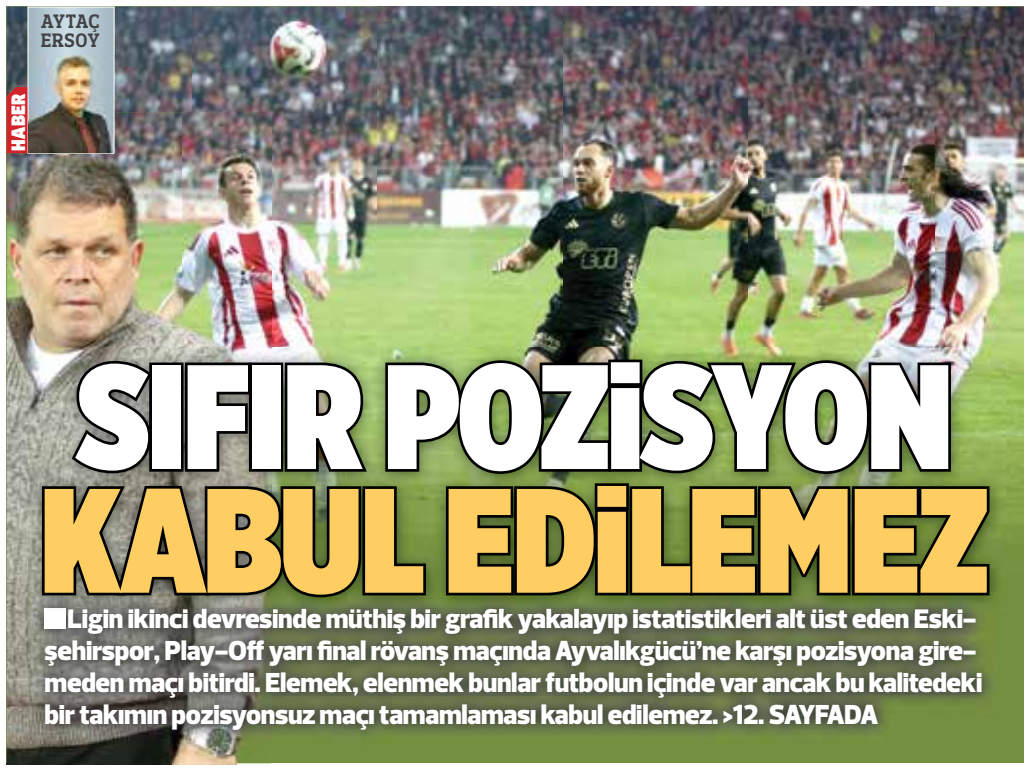 AYTAÇ
ERSOY
HABER
ETi
SIFIR POZİSYON
KABUL EDİLEMEZ
Ligin ikinci devresinde müthiş bir grafik yakalayıp istatistikleri alt üst eden Eski-
şehirspor, Play-Off yarı final rövanş maçında Ayvalıkgücü’ne karşı pozisyona gire-
meden maçı bitirdi. Elemek, elenmek bunlar futbolun içinde var ancak bu kalitedeki
bir takımın pozisyonsuz maçı tamamlaması kabul edilemez. >12. SAYFADA